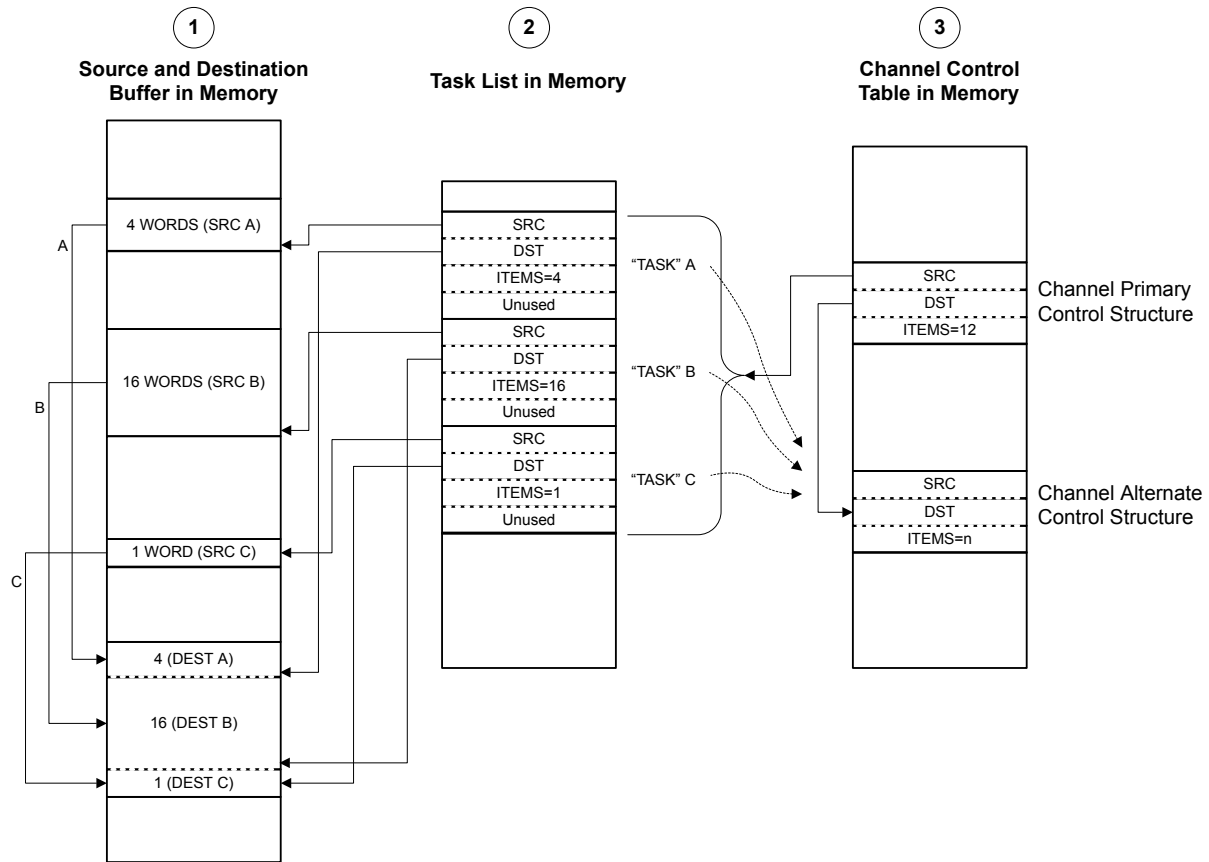 1
Source and Destination
Buffer in Memory
2
Task List in Memory
3
Channel Control
Table in Memory
4 WORDS (SRC A)
A
16 WORDS (SRC B)
B
1 WORD (SRC C)
C
4 (DEST A)
16 (DEST B)
1 (DEST C)
SRC
DST
ITEMS=4
Unused
SRC
DST
ITEMS=16
Unused
SRC
DST
ITEMS=1
Unused
“TASK” A
“TASK” B
“TASK” C
SRC
DST
ITEMS=12
Channel Primary
Control Structure
SRC
DST
ITEMS=n
Channel Alternate
Control Structure